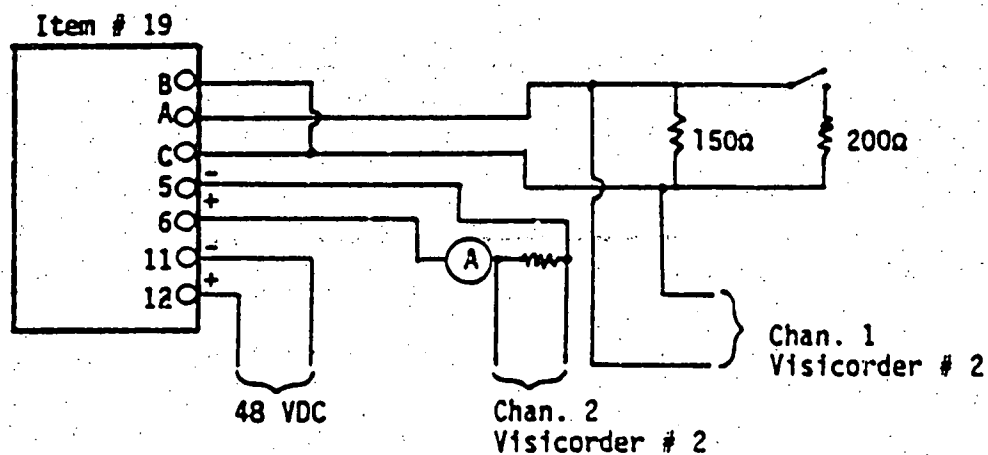 Item # 19
B
A
C
-
5
+
6
-
11
+
12
A
150Ω
200Ω
48 VDC
Chan. 2
Visicorder # 2
Chan. 1
Visicorder # 2